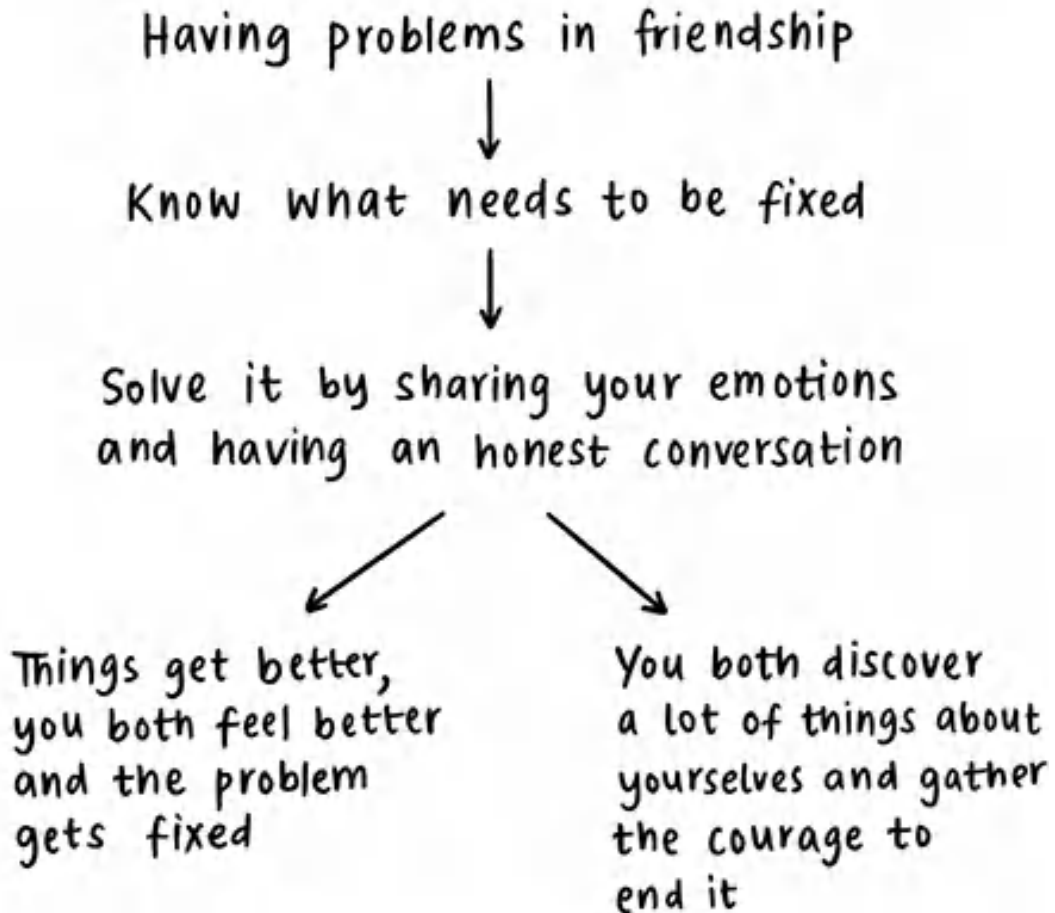 Having problems in friendship
Know what needs to be fixed
Solve it by sharing your emotions
and having an honest conversation
Things get better,
you both feel better
and the problem
gets fixed
You both discover
a lot of things about
yourselves and gather
the courage to
end it